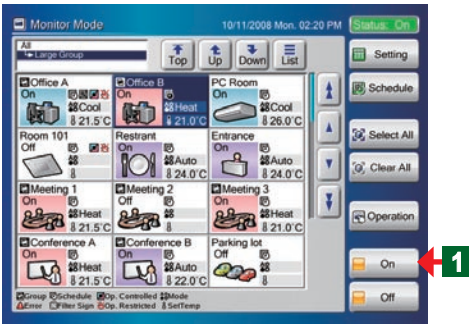 Monitor Mode 10/11/2008 Mon. 02:20 PM Status: On
All
Large Group
Top Up Down List
Setting
Schedule
Select All
Clear All
Operation
On
Off
1
Office A
On
Cool
21.5°C
Office B
On
Heat
21.0°C
PC Room
On
Cool
26.0°C
Room 101
Off
Restrant
On
Auto
24.0°C
Entrance
On
Auto
24.0°C
Meeting 1
On
Heat
21.5°C
Meeting 2
Off
Meeting 3
On
Heat
21.5°C
Conference A
On
Heat
21.5°C
Conference B
On
Auto
22.0°C
Parking lot
Off
Group Schedule Op. Controlled Mode
Error Filter Sign Op. Restricted SetTemp